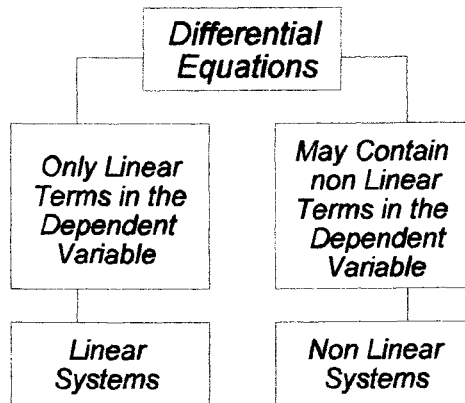 Differential
Equations
Only Linear
Terms in the
Dependent
Variable
May Contain
non Linear
Terms in the
Dependent
Variable
Linear
Systems
Non Linear
Systems